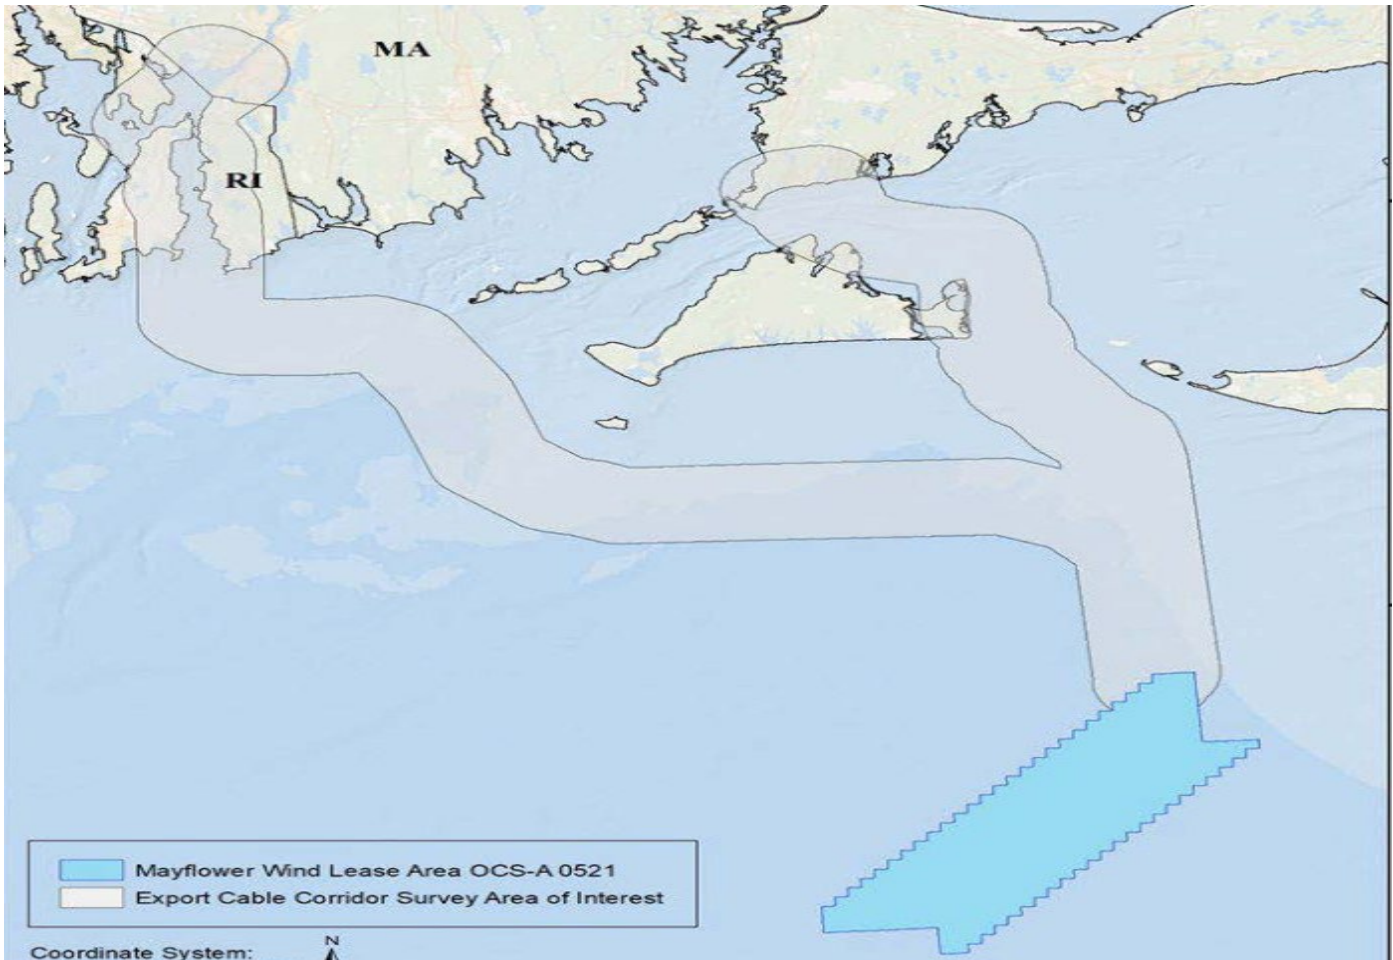 MA
RI
Mayflower Wind Lease Area OCS-A 0521
Export Cable Corridor Survey Area of Interest
N
Coordinate System: